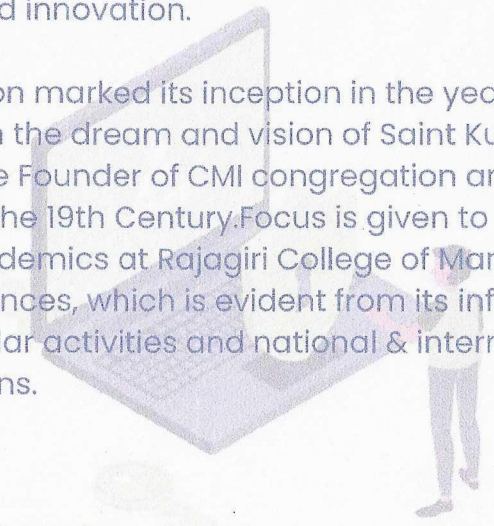 d innovation.
on marked its inception in the yea
n the dream and vision of Saint Ku
e Founder of CMI congregation an
he 19th Century.Focus is given to
demics at Rajagiri College of Man
nces, which is evident from its inf
lar activities and national & intern
ns.